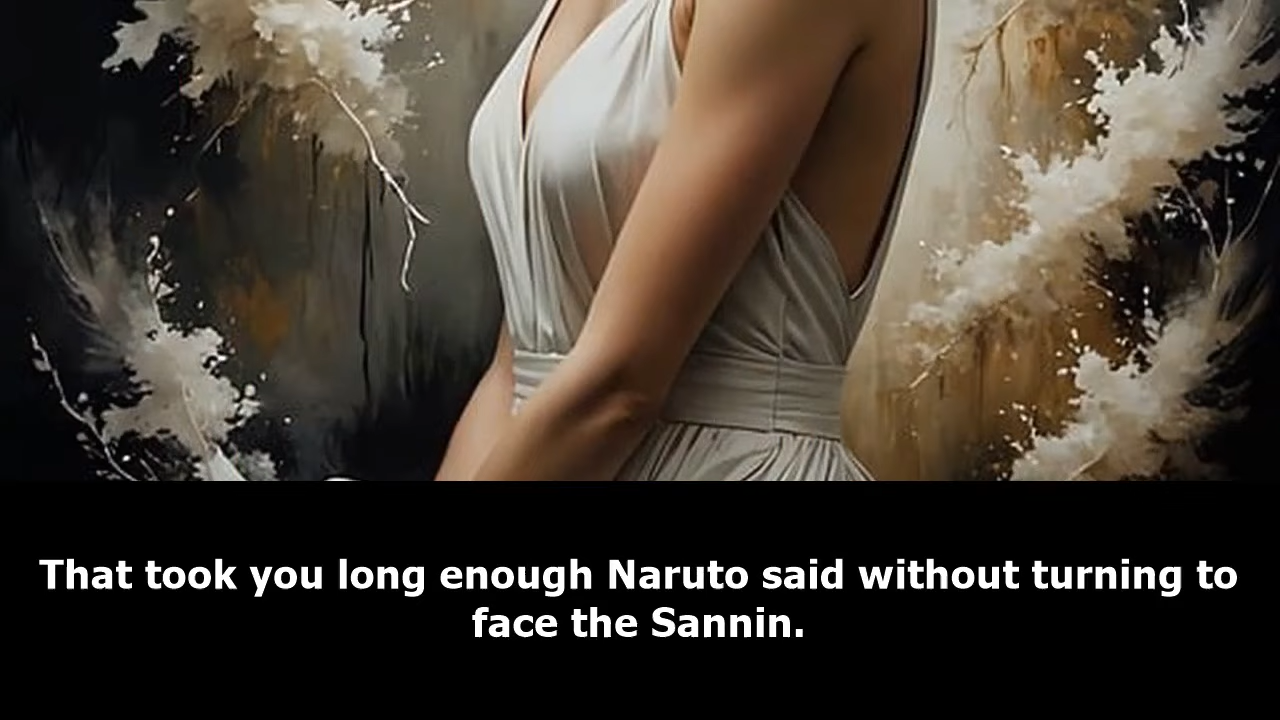 That took you long enough Naruto said without turning to
face the Sannin.